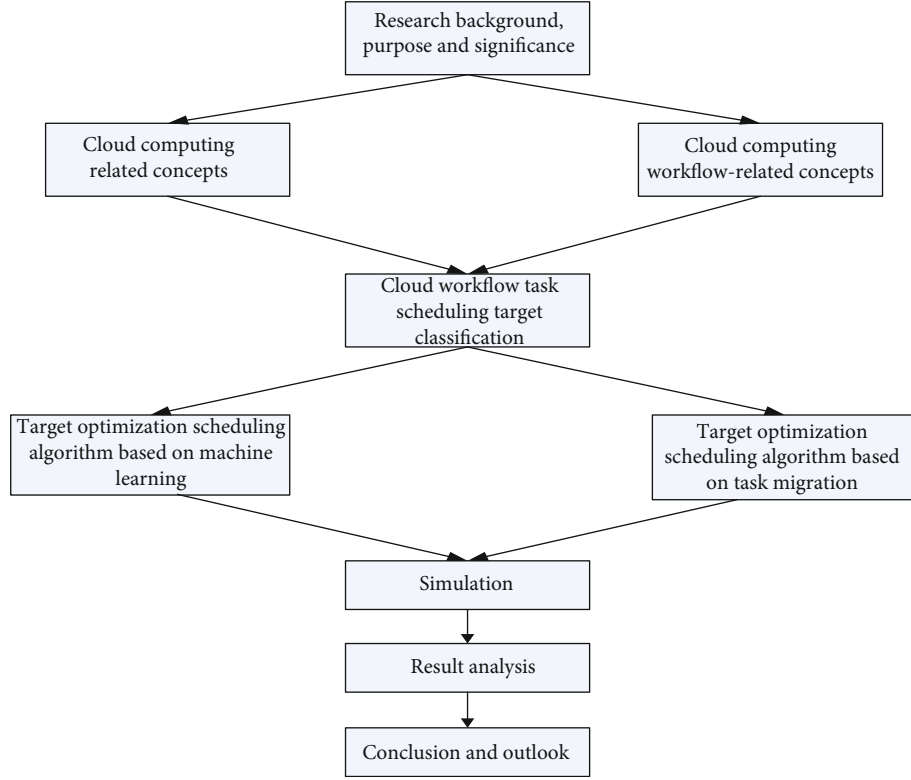 Research background,
purpose and significance
Cloud computing
related concepts
Cloud computing
workflow-related concepts
Cloud workflow task
scheduling target
classification
Target optimization scheduling
algorithm based on machine
learning
Target optimization
scheduling algorithm based
on task migration
Simulation
Result analysis
Conclusion and outlook